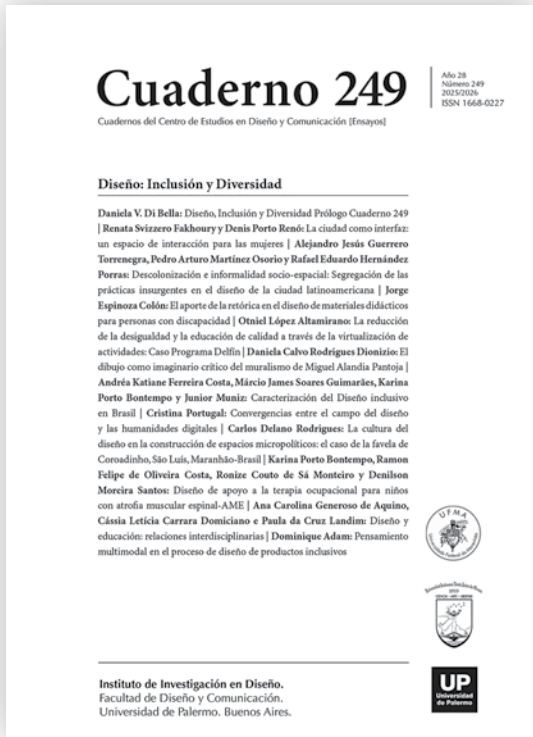 Cuaderno 249
Año 28
Número 249
2025/2026
ISSN 1668-0227
Cuadernos del Centro de Estudios en Diseño y Comunicación [Ensayos]
Diseño: Inclusión y Diversidad
Daniela V. Di Bella: Diseño, Inclusión y Diversidad Prólogo Cuaderno 249
| Renata Svizzero Fakhoury y Denis Porto Renó: La ciudad como interfaz:
un espacio de interacción para las mujeres | Alejandro Jesús Guerrero
Torrenegra, Pedro Arturo Martínez Osorio y Rafael Eduardo Hernández
Porras: Descolonización e informalidad socio-espacial: Segregación de las
prácticas insurgentes en el diseño de la ciudad latinoamericana | Jorge
Espinoza Colón: El aporte de la retórica en el diseño de materiales didácticos
para personas con discapacidad | Otniel López Altamirano: La reducción
de la desigualdad y la educación de calidad a través de la virtualización de
actividades: Caso Programa Delfín | Daniela Calvo Rodrigues Dionizio: El
dibujo como imaginario crítico del muralismo de Miguel Alandia Pantoja |
Andréa Katiane Ferreira Costa, Márcio James Soares Guimarães, Karina
Porto Bontempo y Junior Muniz: Caracterización del Diseño inclusivo
en Brasil | Cristina Portugal: Convergencias entre el campo del diseño
y las humanidades digitales | Carlos Delano Rodrigues: La cultura del
diseño en la construcción de espacios micropolíticos: el caso de la favela de
Coroadinho, São Luís, Maranhão-Brasil | Karina Porto Bontempo, Ramon
Felipe de Oliveira Costa, Ronize Couto de Sá Monteiro y Denilson
Moreira Santos: Diseño de apoyo a la terapia ocupacional para niños
con atrofia muscular espinal-AME | Ana Carolina Generoso de Aquino,
Cássia Letícia Carrara Domiciano e Paula da Cruz Landim: Diseño y
educación: relaciones interdisciplinarias | Dominique Adam: Pensamiento
multimodal en el proceso de diseño de productos inclusivos
UFMA
Instituto de Investigación en Diseño.
Facultad de Diseño y Comunicación.
Universidad de Palermo. Buenos Aires.
UP
Universidad
de Palermo